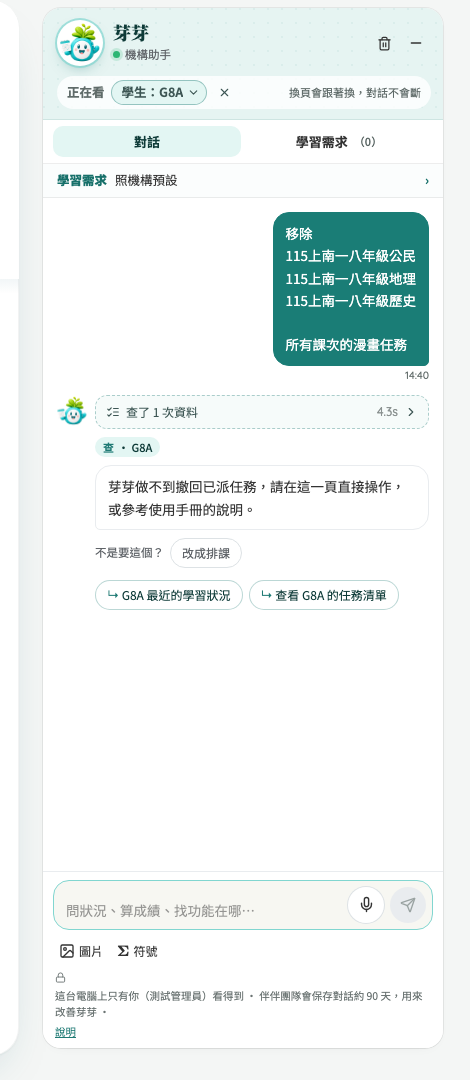 芽芽
機構助手
正在看 學生：G8A 換頁會跟著換，對話不會斷
對話 學習需求 （0）
學習需求 照機構預設 ›
移除
115上南一八年級公民
115上南一八年級地理
115上南一八年級歷史
所有課次的漫畫任務
14:40
查了 1 次資料 4.3s
查 · G8A
芽芽做不到撤回已派任務，請在這一頁直接操作，
或參考使用手冊的說明。
不是要這個？ 改成排課
↳ G8A 最近的學習狀況 ↳ 查看 G8A 的任務清單
問狀況、算成績、找功能在哪…
圖片 Σ 符號
這台電腦上只有你（測試管理員）看得到 · 伴伴團隊會保存對話約 90 天，用來
改善芽芽 ·
說明